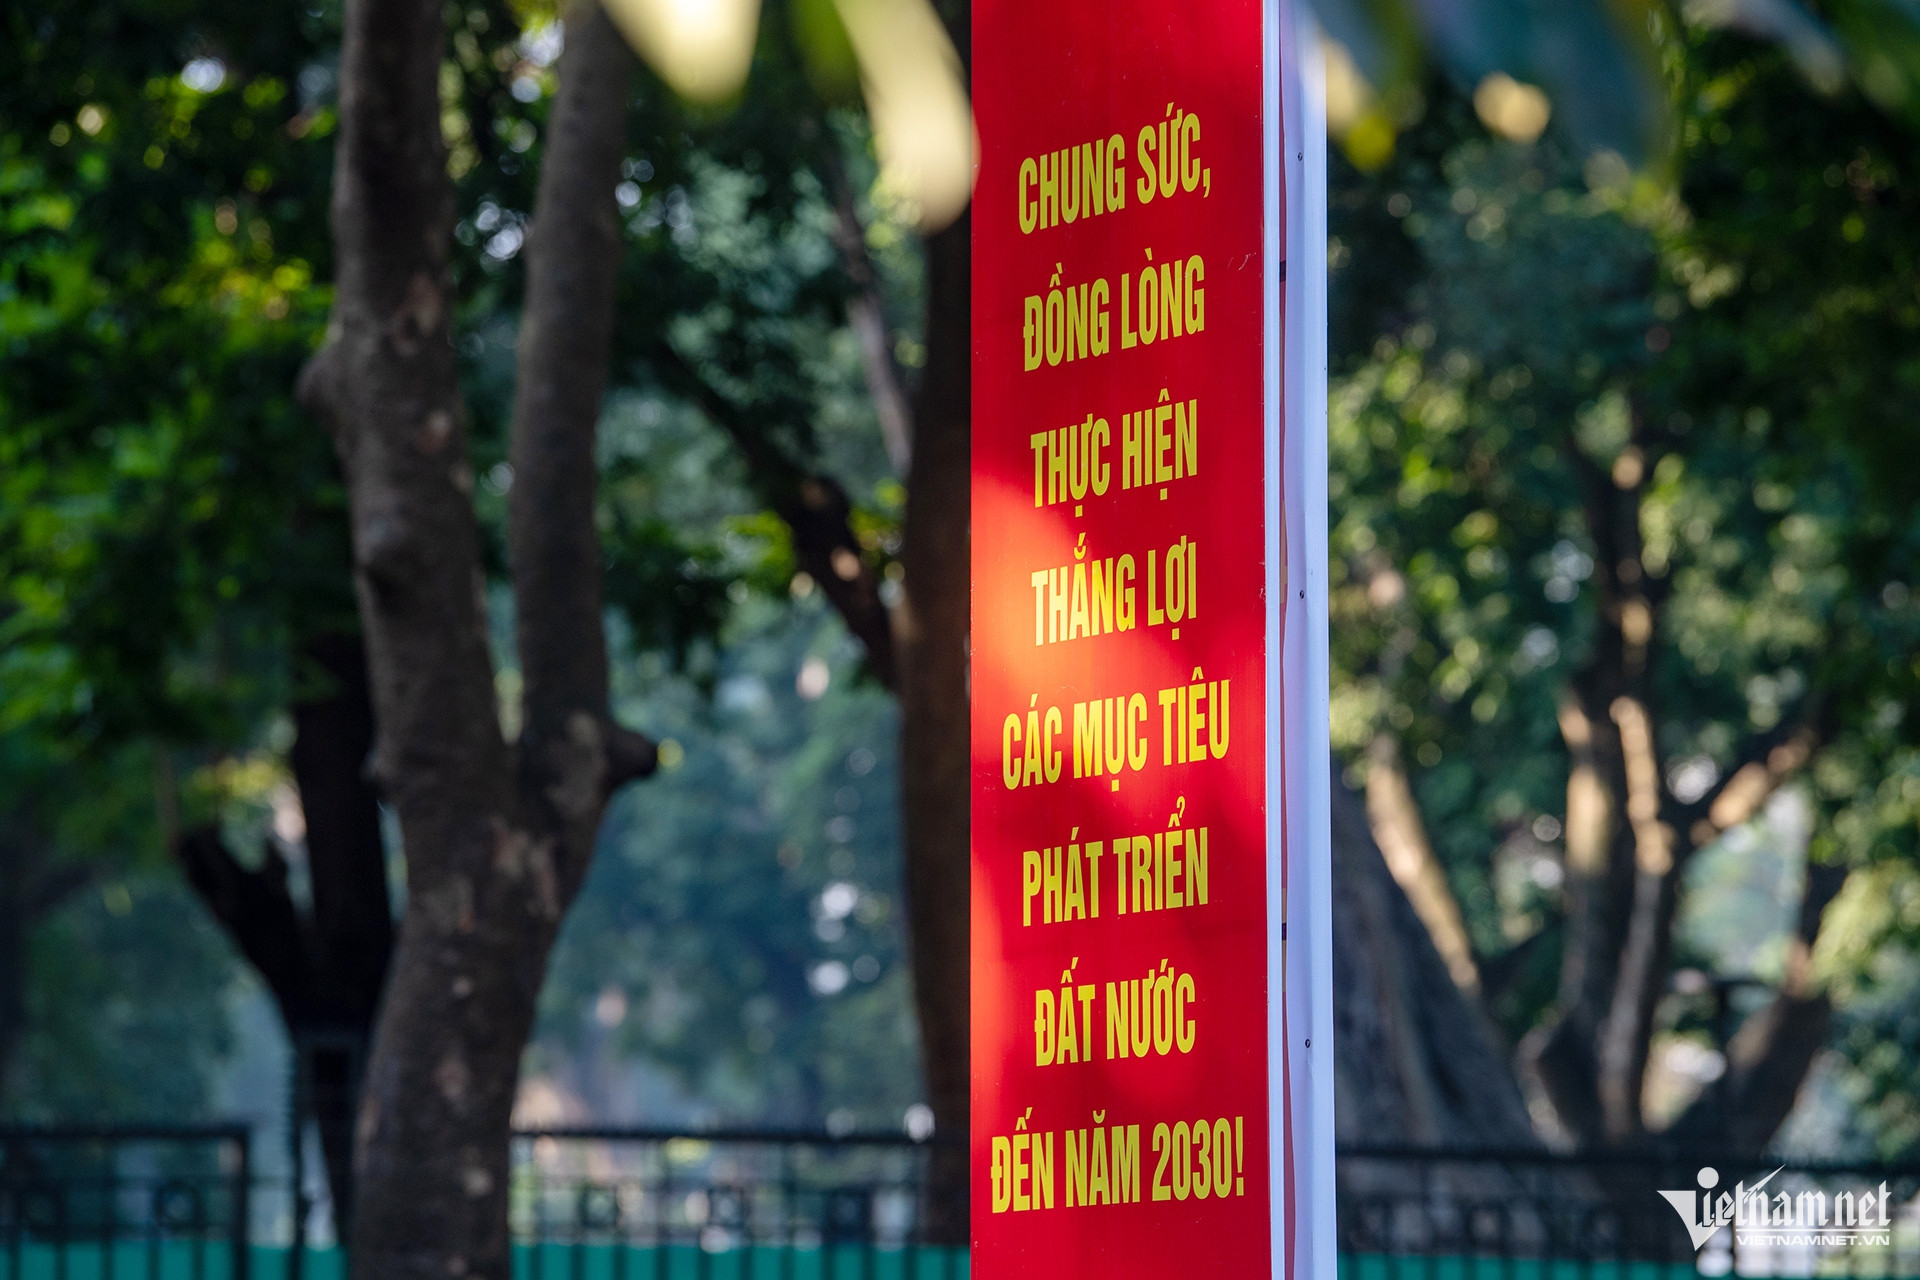 CHUNG SỨC,
ĐỒNG LÒNG
THỰC HIỆN
THẮNG LỢI
CÁC MỤC TIÊU
PHÁT TRIỂN
ĐẤT NƯỚC
ĐẾN NĂM 2030!
Vietnamnet
VIETNAMNET.VN